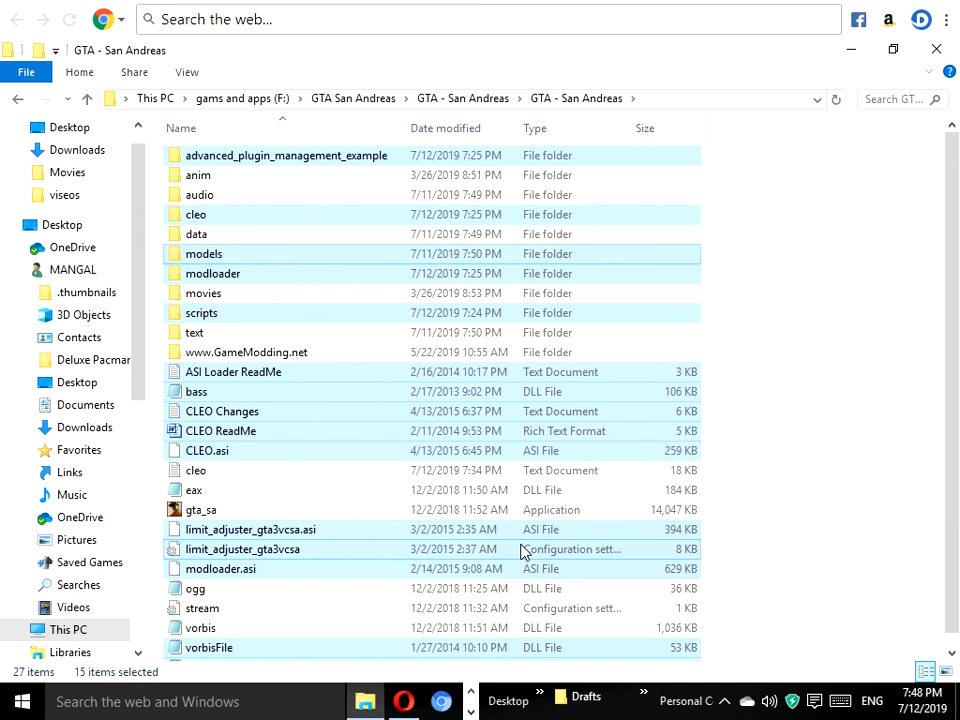 Search the web...
GTA - San Andreas
File Home Share View
This PC gams and apps (F:) GTA San Andreas GTA - San Andreas GTA - San Andreas Search GT...
Name Date modified Type Size
Desktop
Downloads
Movies
viseos
Desktop
OneDrive
MANGAL
.thumbnails
3D Objects
Contacts
Deluxe Pacmar
Desktop
Documents
Downloads
Favorites
Links
Music
OneDrive
Pictures
Saved Games
Searches
Videos
This PC
Libraries
advanced_plugin_management_example 7/12/2019 7:25 PM File folder
anim 3/26/2019 8:51 PM File folder
audio 7/11/2019 7:49 PM File folder
cleo 7/12/2019 7:25 PM File folder
data 7/11/2019 7:49 PM File folder
models 7/11/2019 7:50 PM File folder
modloader 7/12/2019 7:25 PM File folder
movies 3/26/2019 8:53 PM File folder
scripts 7/12/2019 7:24 PM File folder
text 7/11/2019 7:50 PM File folder
www.GameModding.net 5/22/2019 10:55 AM File folder
ASI Loader ReadMe 2/16/2014 10:17 PM Text Document 3 KB
bass 2/17/2013 9:02 PM DLL File 106 KB
CLEO Changes 4/13/2015 6:37 PM Text Document 6 KB
CLEO ReadMe 2/11/2014 9:53 PM Rich Text Format 5 KB
CLEO.asi 4/13/2015 6:45 PM ASI File 259 KB
cleo 7/12/2019 7:34 PM Text Document 18 KB
eax 12/2/2018 11:50 AM DLL File 184 KB
gta_sa 12/2/2018 11:52 AM Application 14,047 KB
limit_adjuster_gta3vcsa.asi 3/2/2015 2:35 AM ASI File 394 KB
limit_adjuster_gta3vcsa 3/2/2015 2:37 AM Configuration sett... 8 KB
modloader.asi 2/14/2015 9:08 AM ASI File 629 KB
ogg 12/2/2018 11:25 AM DLL File 36 KB
stream 12/2/2018 11:32 AM Configuration sett... 1 KB
vorbis 12/2/2018 11:51 AM DLL File 1,036 KB
vorbisFile 1/27/2014 10:10 PM DLL File 53 KB
27 items 15 items selected
Search the web and Windows Desktop » Drafts » Personal C ENG 7:48 PM
7/12/2019